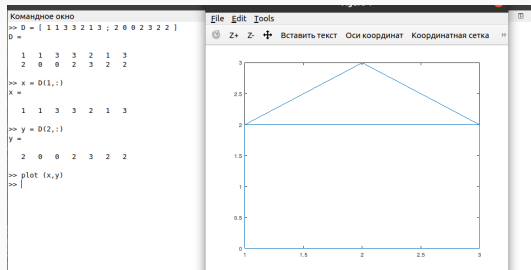 Командное окно
>> D = [ 1 1 3 3 2 1 3 ; 2 0 0 2 3 2 2 ]
D =
1 1 3 3 2 1 3
2 0 0 2 3 2 2
>> x = D(1,:)
x =
1 1 3 3 2 1 3
>> y = D(2,:)
y =
2 0 0 2 3 2 2
>> plot (x,y)
>>
File Edit Tools
Z+ Z- Вставить текст Оси координат Координатная сетка »
3
2.5
2
1.5
1
0.5
0
1 1.5 2 2.5 3